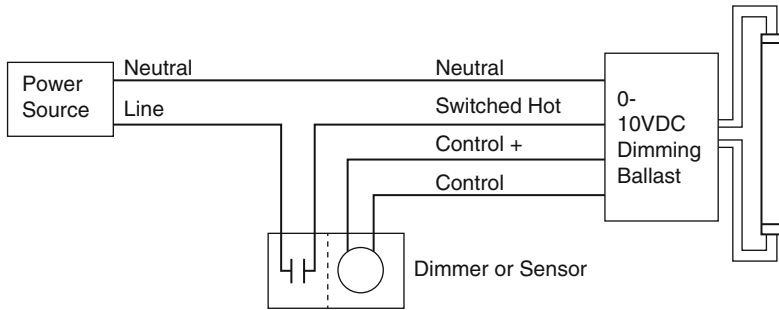 Power
Source
Neutral
Line
Neutral
Switched Hot
Control +
Control
0-
10VDC
Dimming
Ballast
Dimmer or Sensor